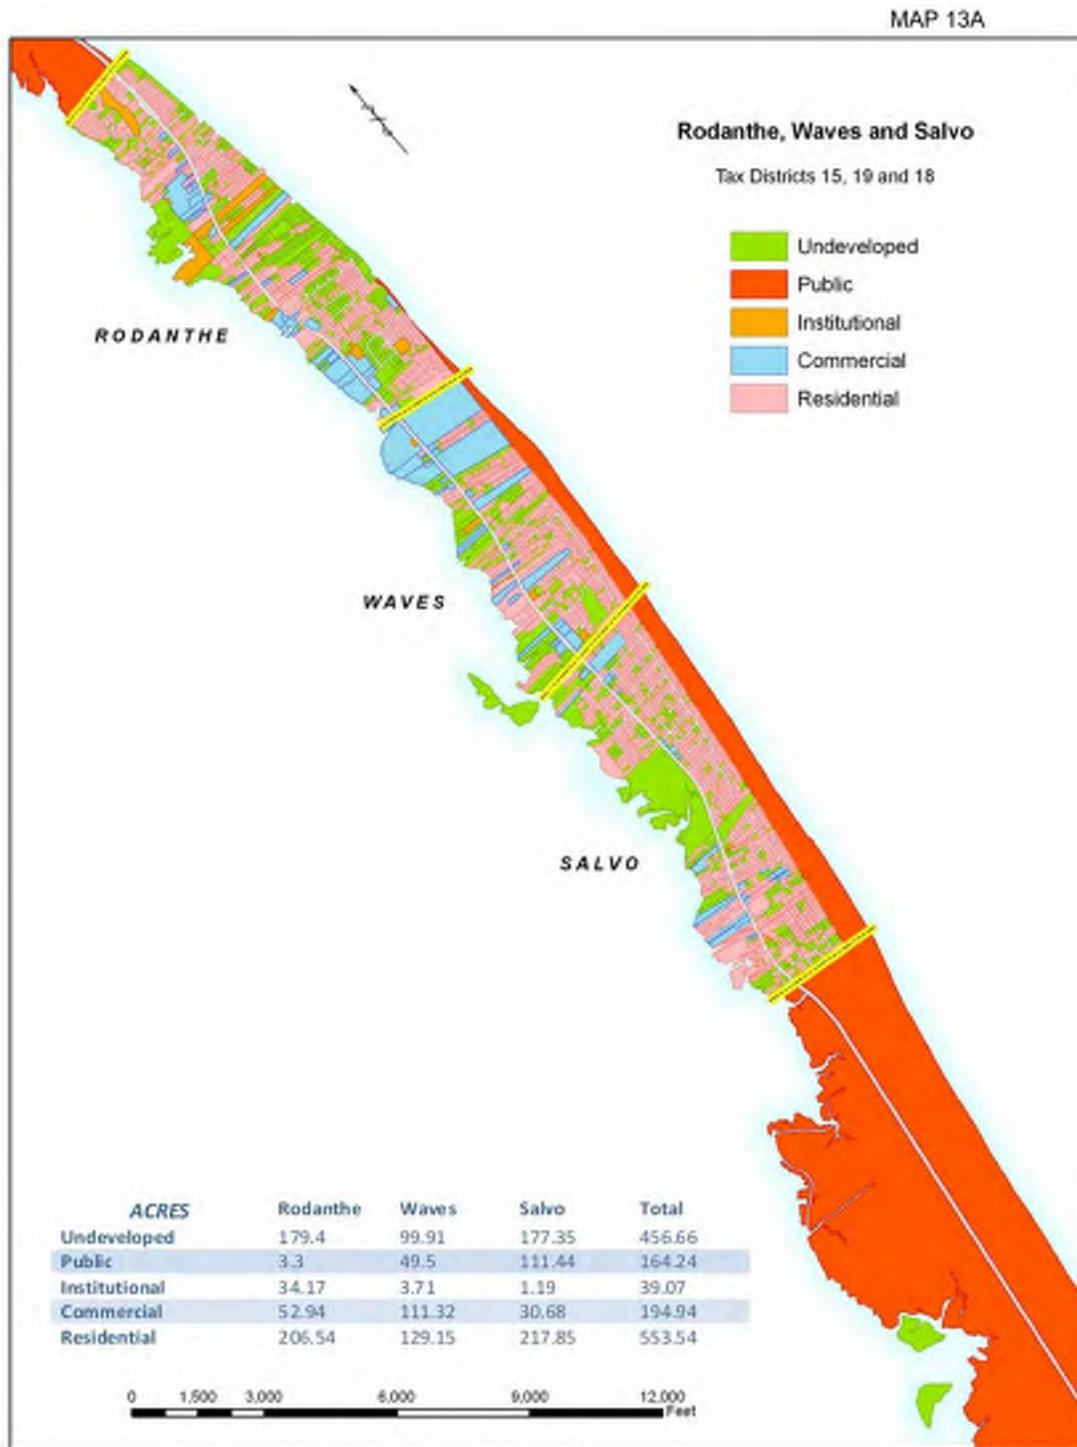 MAP 13A
Rodanthe, Waves and Salvo
Tax Districts 15, 19 and 18
Undeveloped
Public
Institutional
Commercial
Residential
RODANTHE
WAVES
SALVO
ACRES Rodanthe Waves Salvo Total
Undeveloped 179.4 99.91 177.35 456.66
Public 3.3 49.5 111.44 164.24
Institutional 34.17 3.71 1.19 39.07
Commercial 52.94 111.32 30.68 194.94
Residential 206.54 129.15 217.85 553.54
0 1,500 3,000 6,000 9,000 12,000
Feet